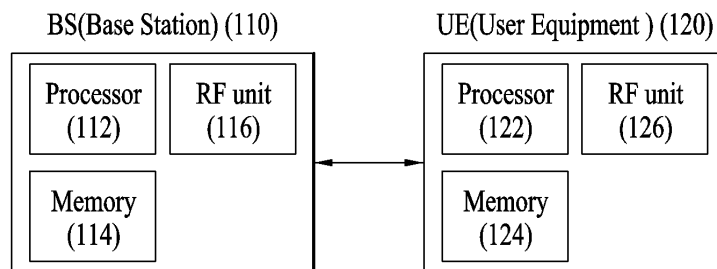 BS(Base Station) (110)
Processor
(112)
RF unit
(116)
Memory
(114)
UE(User Equipment ) (120)
Processor
(122)
RF unit
(126)
Memory
(124)